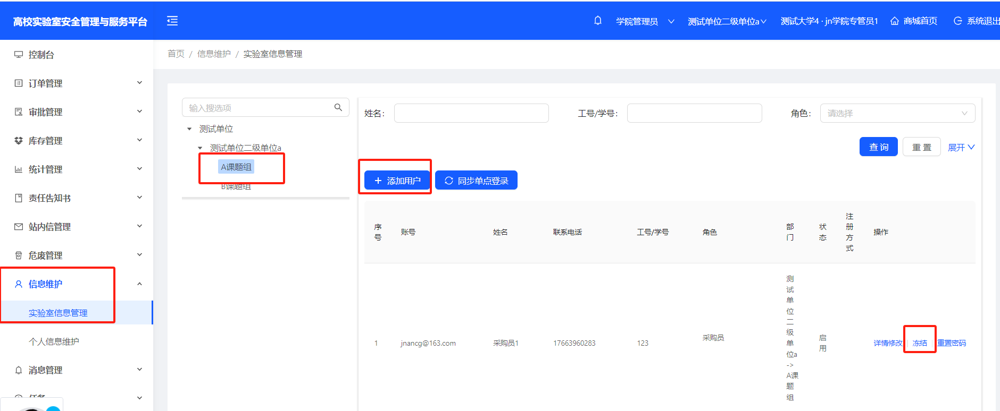 高校实验室安全管理与服务平台
学院管理员
测试单位二级单位a
测试大学4 · jn学院专管员1
商城首页
系统退出
控制台
订单管理
审批管理
库存管理
统计管理
责任告知书
站内信管理
危废管理
信息维护
实验室信息管理
个人信息维护
消息管理
任务
首页 / 信息维护 / 实验室信息管理
输入搜选项
测试单位
测试单位二级单位a
A课题组
B课题组
姓名：
工号/学号：
角色：
请选择
查 询
重 置
展开
添加用户
同步单点登录
序号
账号
姓名
联系电话
工号/学号
角色
部门
状态
注册方式
操作
1
jnancg@163.com
采购员1
17663960283
123
采购员
测试单位二级单位a->A课题组
启用
详情修改
冻结
重置密码